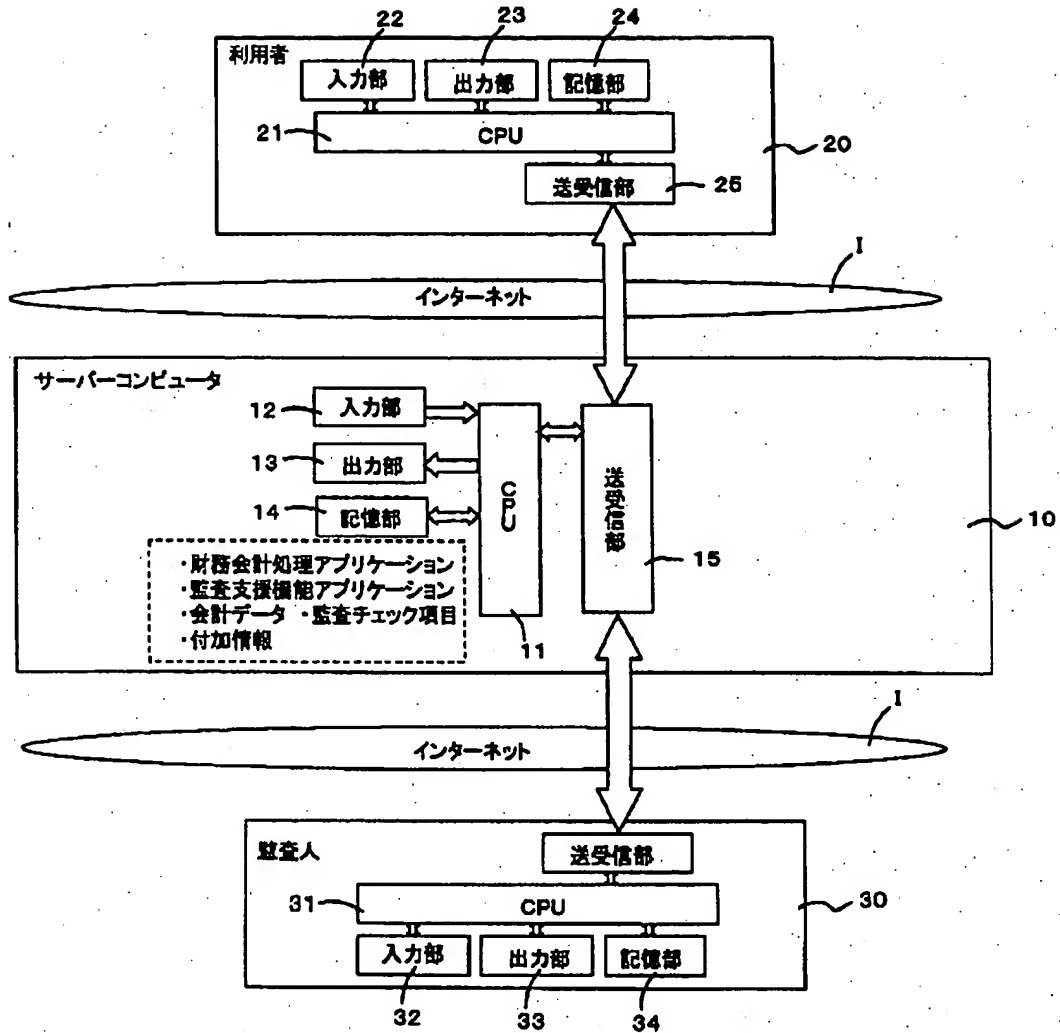 22
23
24
利用者
入力部
出力部
記憶部
21
CPU
20
送受信部
25
I
インターネット
サーバーコンピュータ
12
入力部
13
出力部
14
記憶部
CPU
送受信部
10
15
・財務会計処理アプリケーション
・監査支援機能アプリケーション
・会計データ ・監査チェック項目
・付加情報
11
I
インターネット
監査人
送受信部
31
CPU
30
入力部
出力部
記憶部
32
33
34